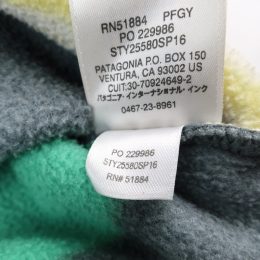 RN51884 PFGY
PO 229986
STY25580SP16
PATAGONIA P.O. BOX 150
VENTURA, CA 93002 US
CUIT:30-70924649-2
パタゴニア・インターナショナル・インク
0467-23-8961
PO 229986
STY25580SP16
RN# 51884